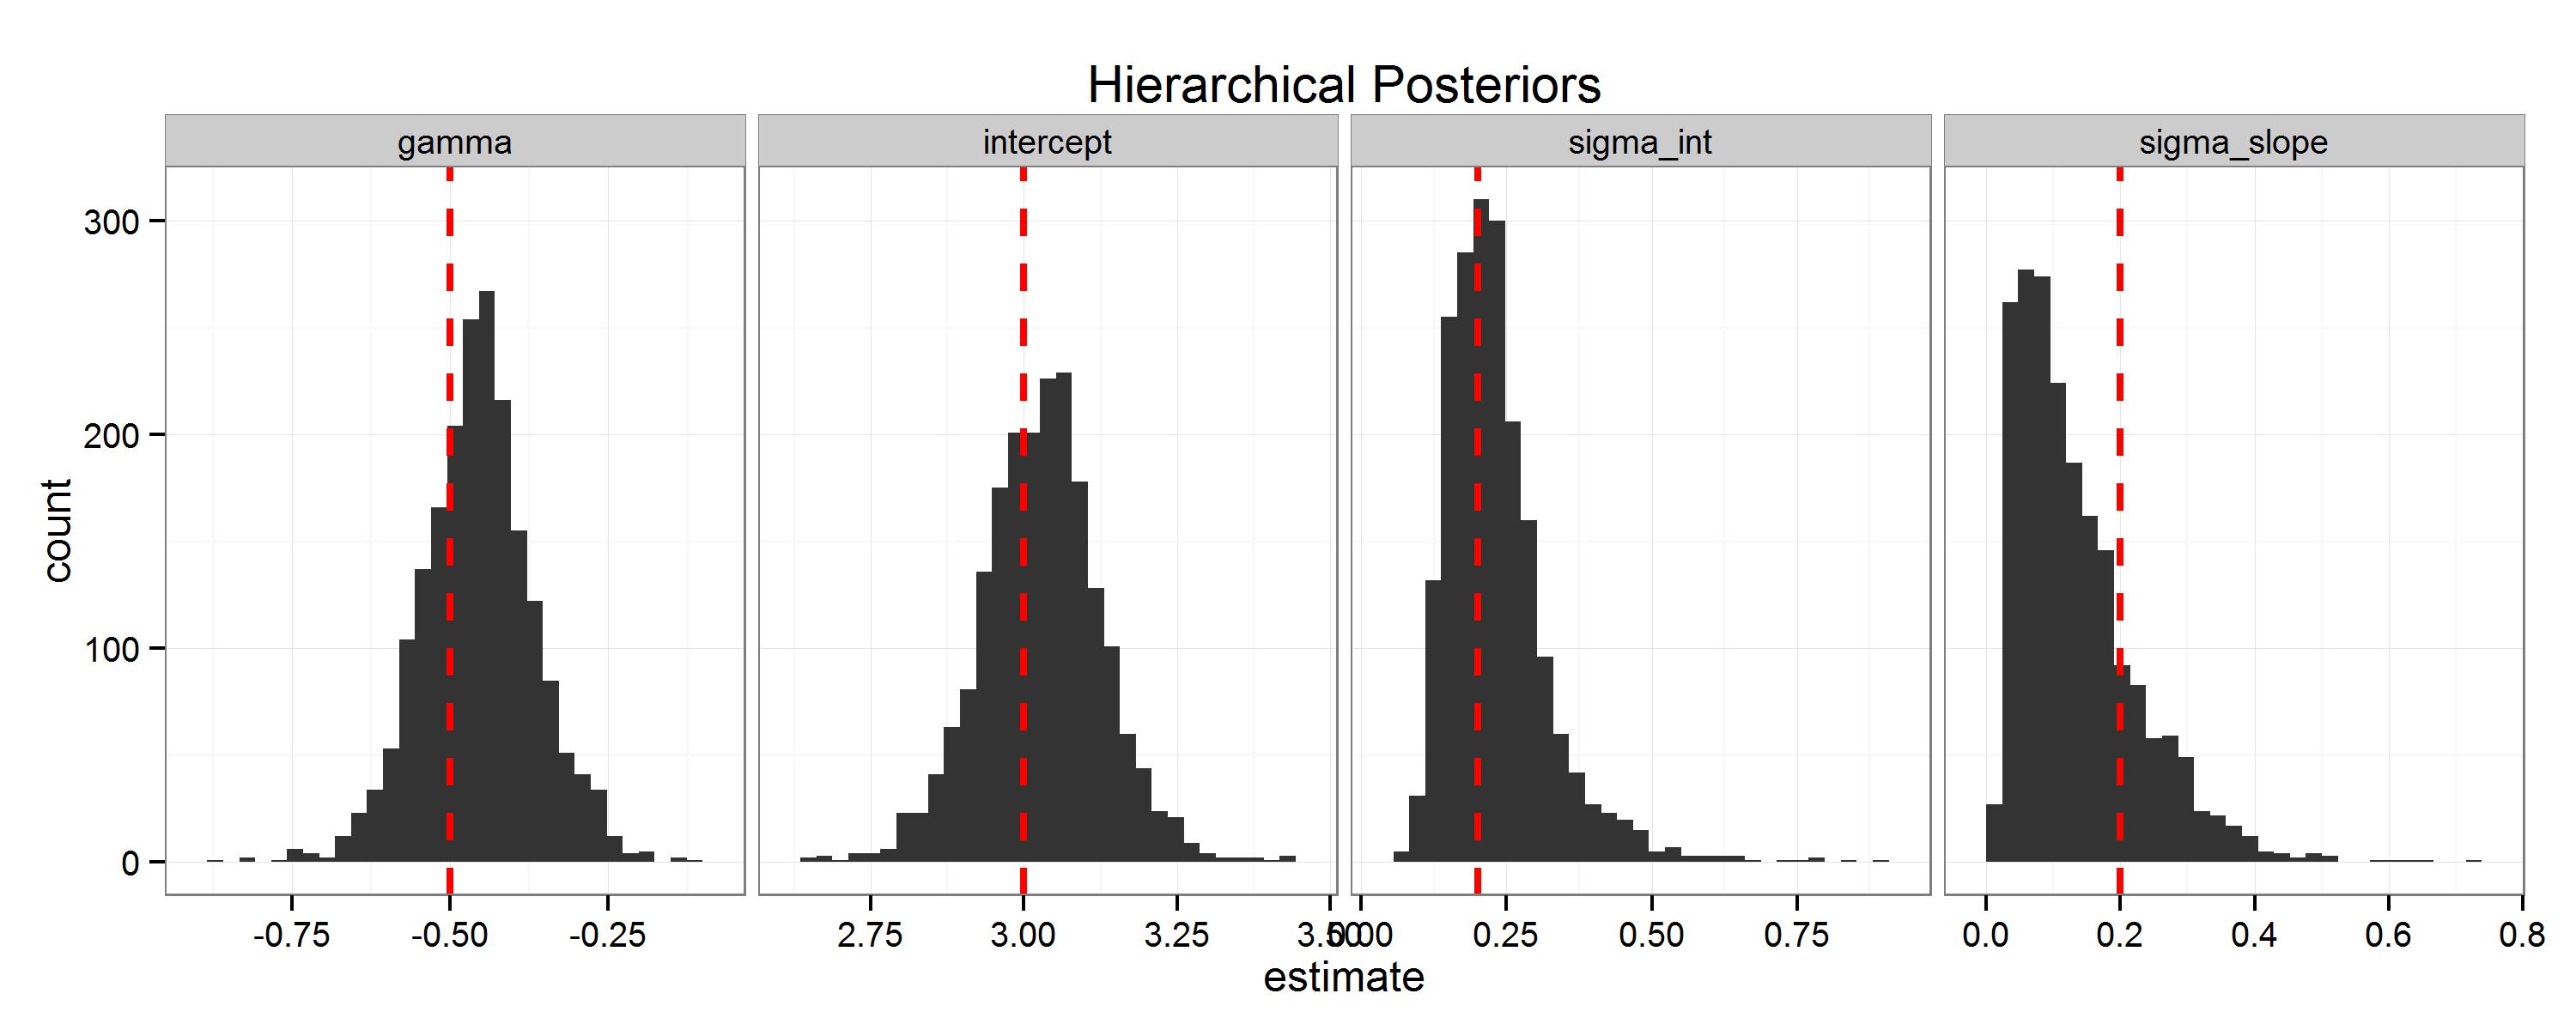 Hierarchical Posteriors
gamma intercept sigma_int sigma_slope
300
200
100
0
count
-0.75 -0.50 -0.25 2.75 3.00 3.25 3.50 0.00 0.25 0.50 0.75 0.0 0.2 0.4 0.6 0.8
estimate